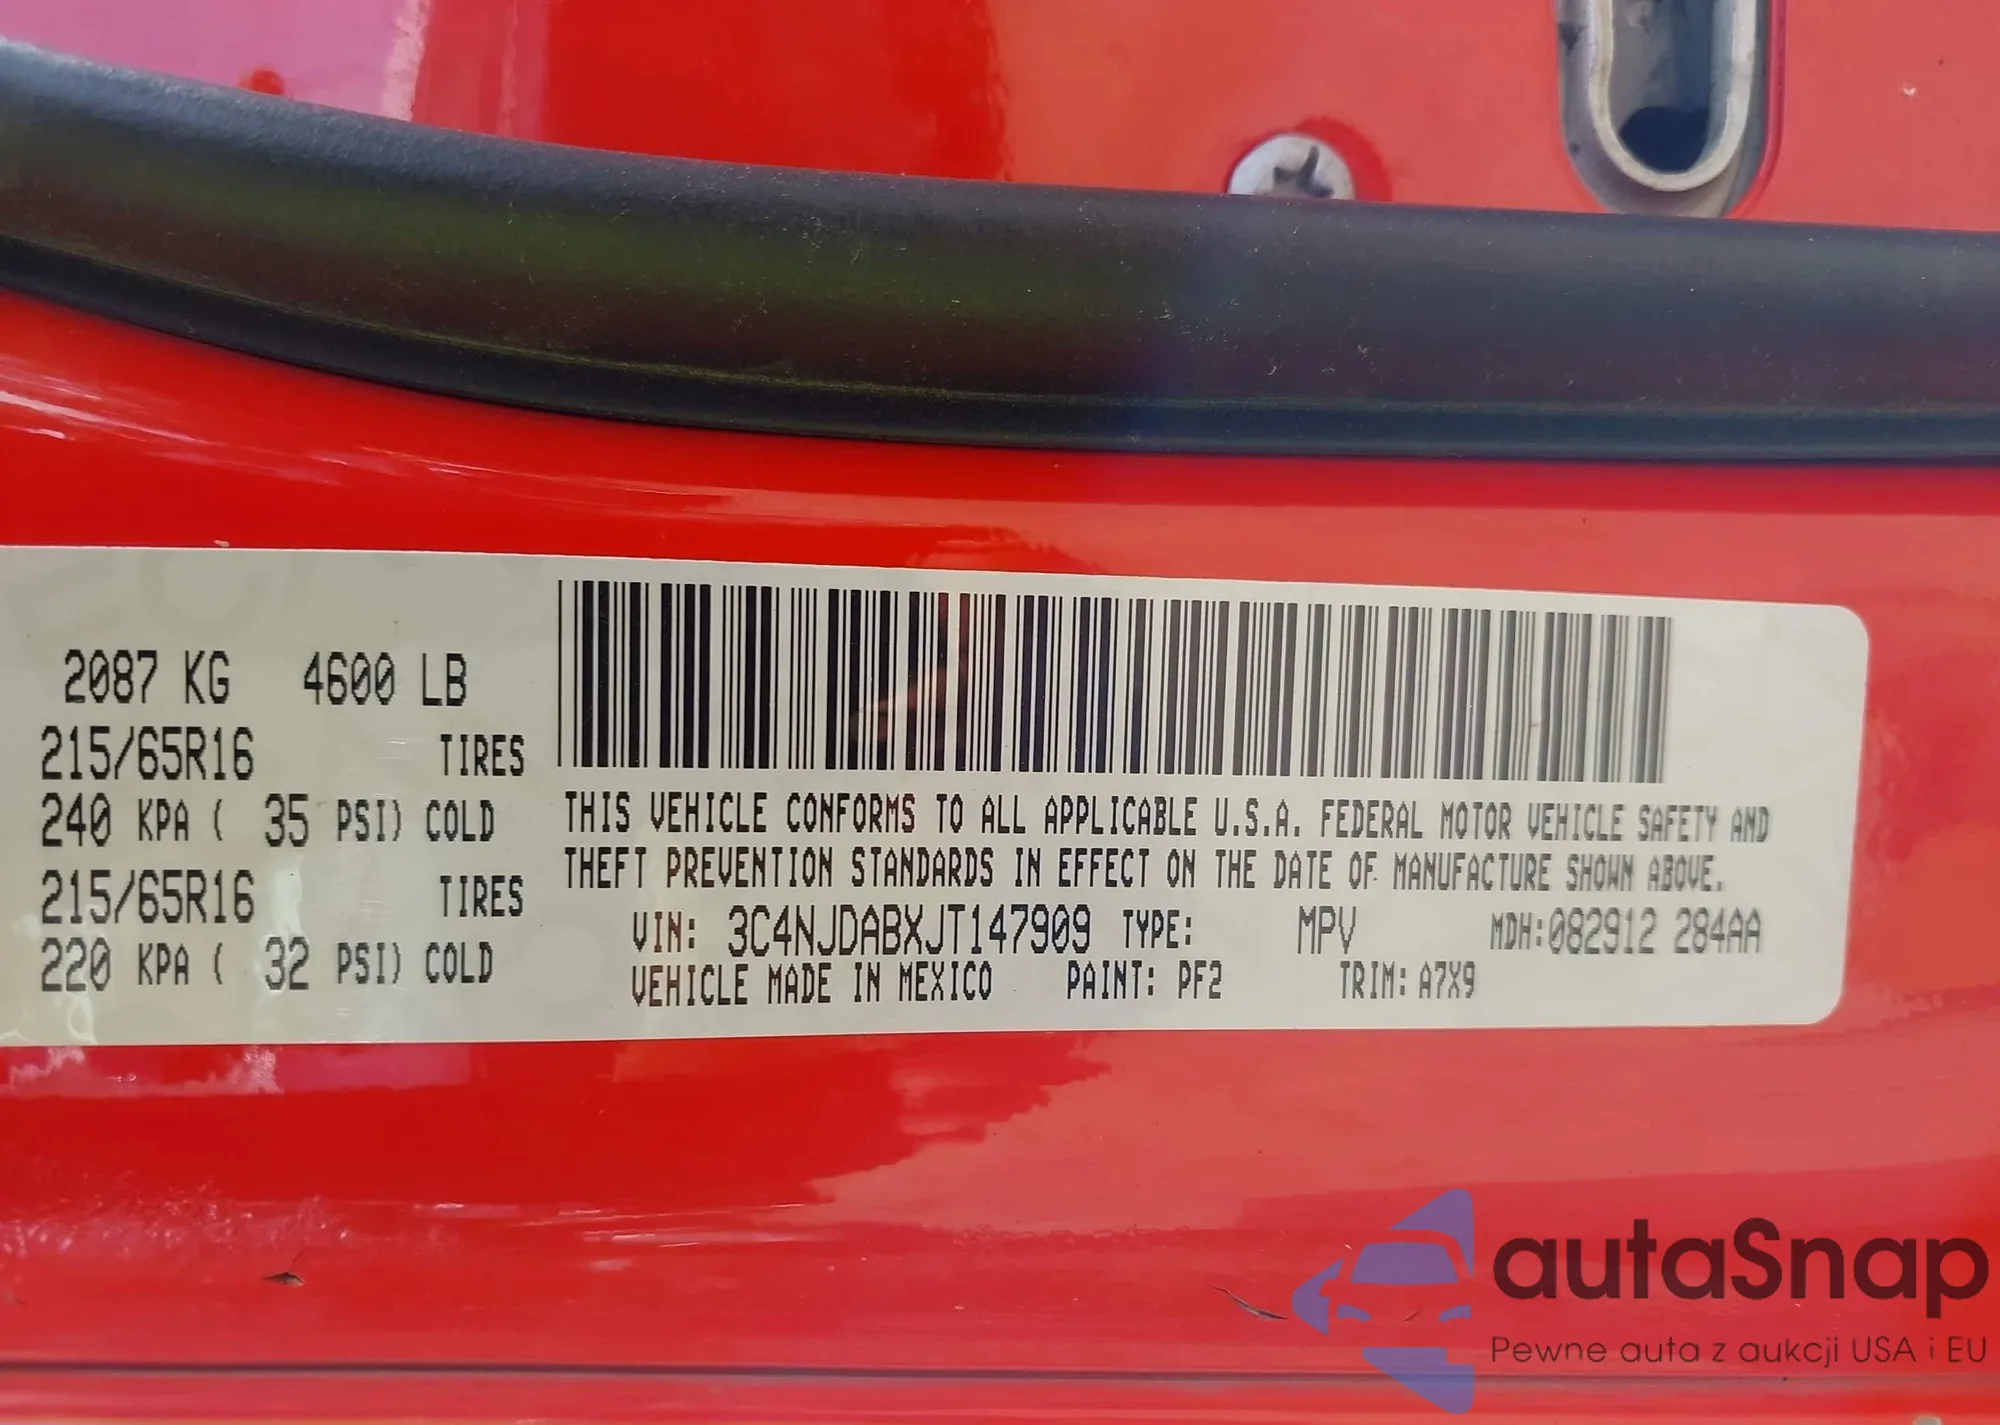 2087 KG 4600 LB
215/65R16 TIRES
240 KPA ( 35 PSI) COLD
215/65R16 TIRES
220 KPA ( 32 PSI) COLD
THIS VEHICLE CONFORMS TO ALL APPLICABLE U.S.A. FEDERAL MOTOR VEHICLE SAFETY AND
THEFT PREVENTION STANDARDS IN EFFECT ON THE DATE OF MANUFACTURE SHOWN ABOVE.
VIN: 3C4NJDABXJT147909 TYPE: MPV MDH:082912 284AA
VEHICLE MADE IN MEXICO PAINT: PF2 TRIM: A7X9
autaSnap
Pewne auta z aukcji USA i EU